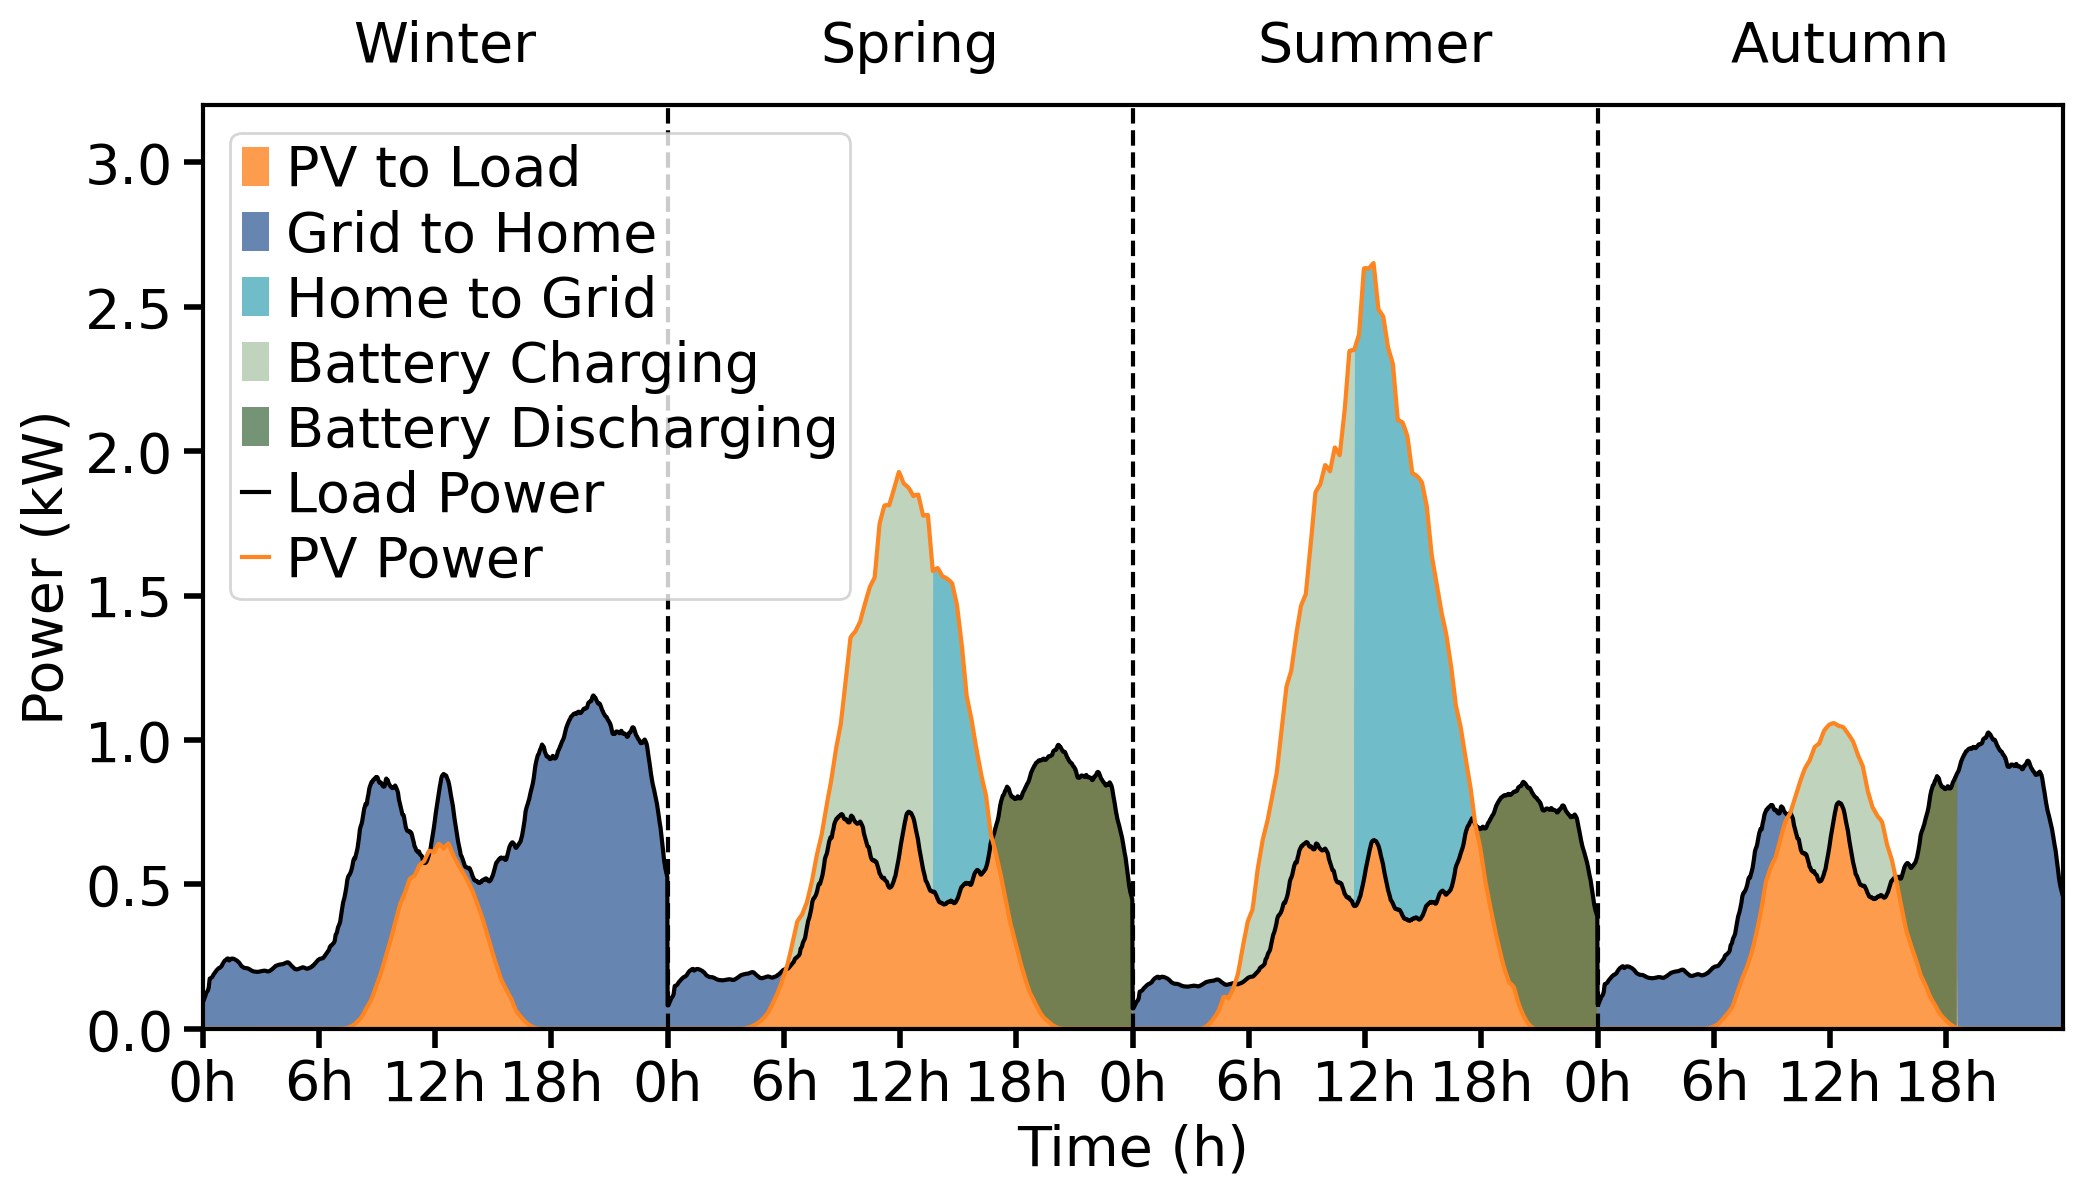 Winter Spring Summer Autumn
PV to Load
Grid to Home
Home to Grid
Battery Charging
Battery Discharging
Load Power
PV Power
3.0
2.5
2.0
1.5
1.0
0.5
0.0
Power (kW)
0h 6h 12h 18h 0h 6h 12h 18h 0h 6h 12h 18h 0h 6h 12h 18h
Time (h)